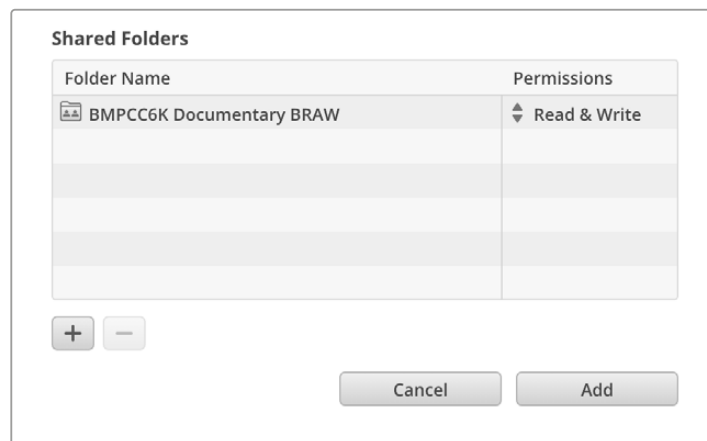 Shared Folders
Folder Name Permissions
BMPCC6K Documentary BRAW Read & Write
+ −
Cancel Add